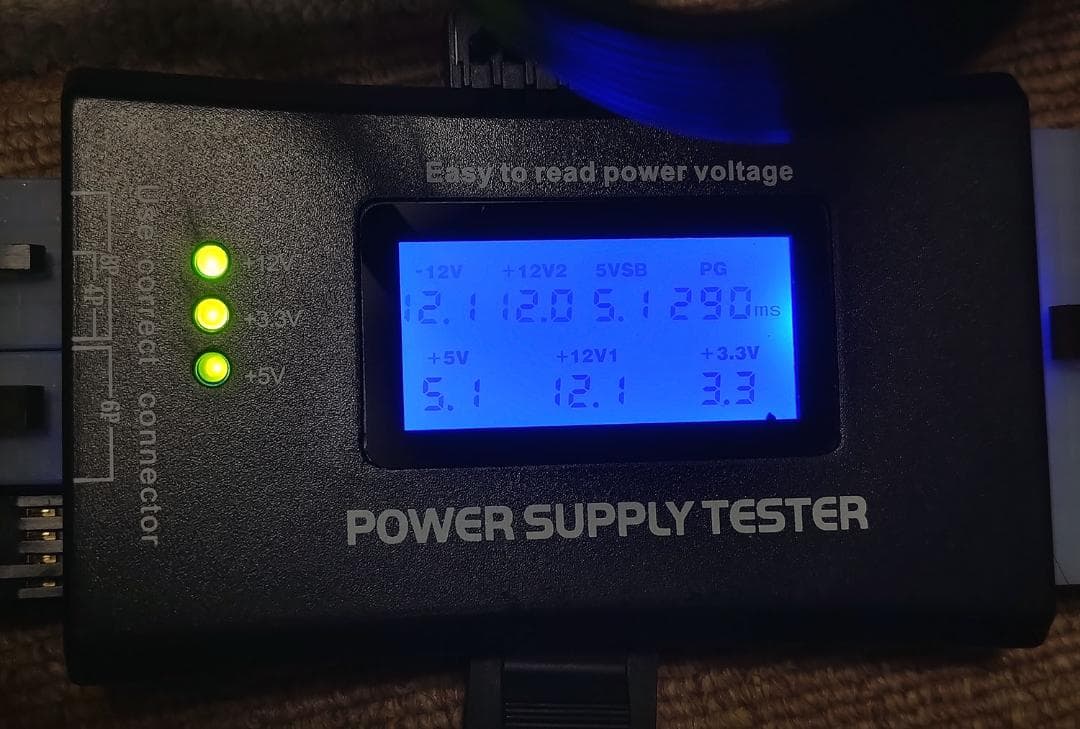 Easy to read power voltage
-12V +12V2 5VSB PG
12.1 12.0 5.1 290ms
+5V +12V1 +3.3V
5.1 12.1 3.3
POWER SUPPLY TESTER
+12V
+3.3V
+5V
Use correct connector
8P
4P
6P